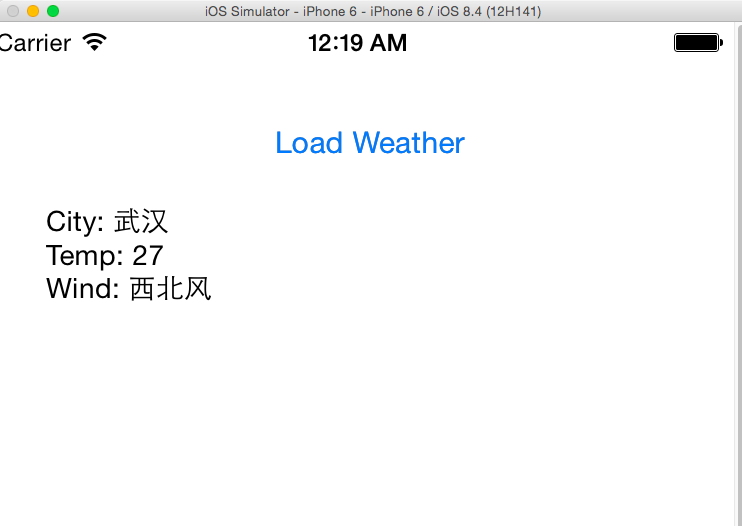 iOS Simulator - iPhone 6 - iPhone 6 / iOS 8.4 (12H141)
Carrier 12:19 AM
Load Weather
City: 武汉
Temp: 27
Wind: 西北风